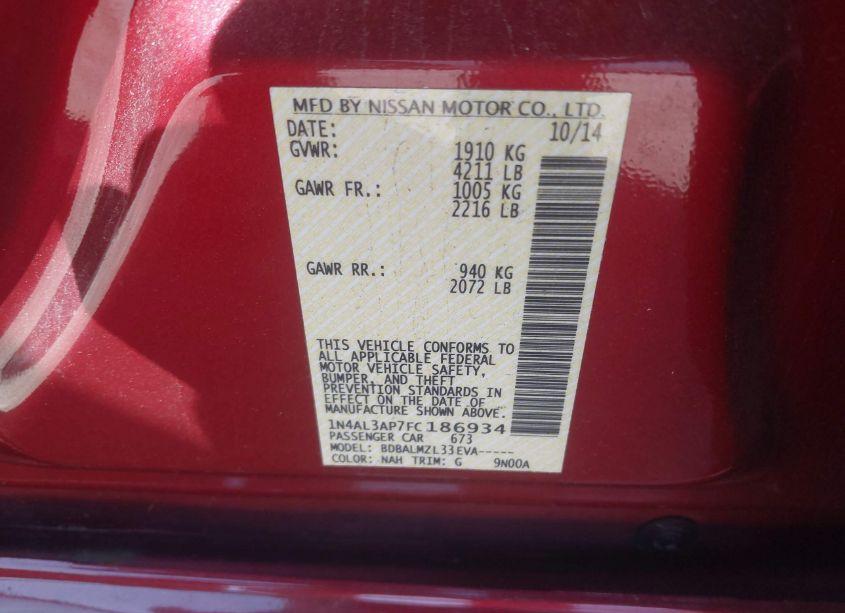 MFD BY NISSAN MOTOR CO., LTD.
DATE: 10/14
GVWR: 1910 KG
4211 LB
GAWR FR.: 1005 KG
2216 LB
GAWR RR.: 940 KG
2072 LB
THIS VEHICLE CONFORMS TO
ALL APPLICABLE FEDERAL
MOTOR VEHICLE SAFETY,
BUMPER, AND THEFT
PREVENTION STANDARDS IN
EFFECT ON THE DATE OF
MANUFACTURE SHOWN ABOVE.
1N4AL3AP7FC186934
PASSENGER CAR 673
MODEL: BDBALMZL33EVA-----
COLOR: NAH TRIM: G 9N00A